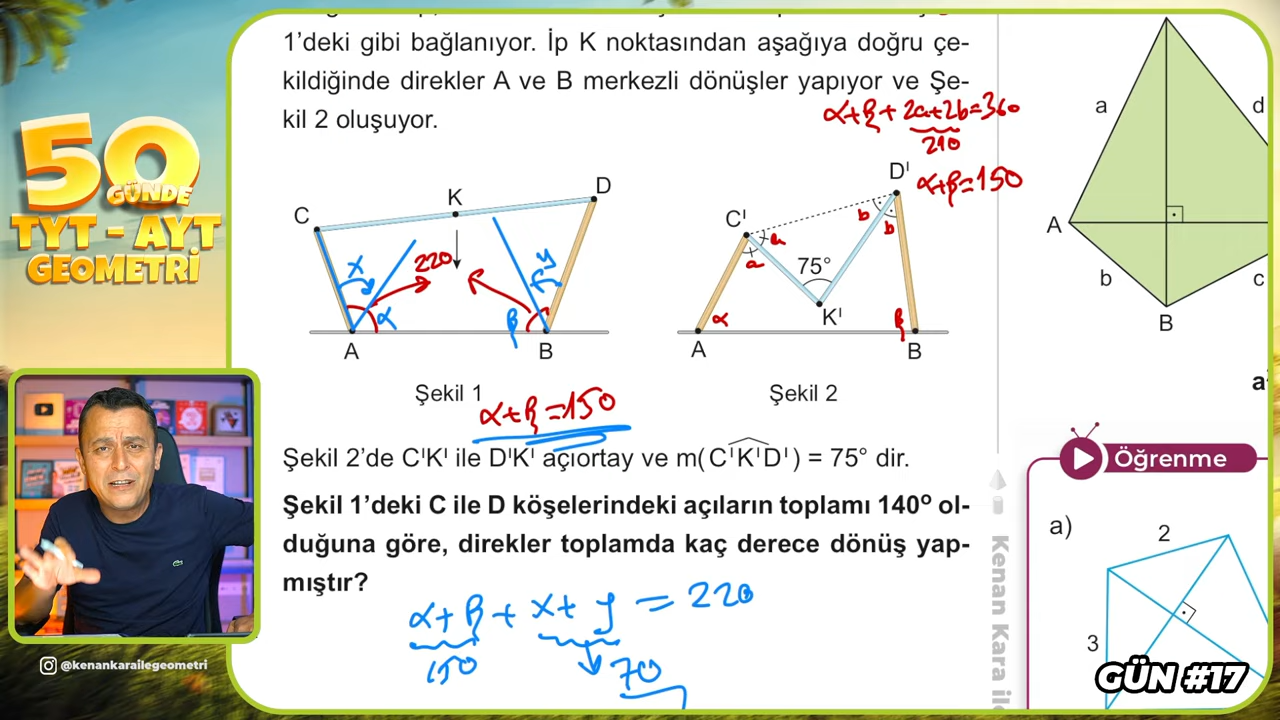 50
GÜNDE
TYT - AYT
GEOMETRİ
1'deki gibi bağlanıyor. İp K noktasından aşağıya doğru çe-
kildiğinde direkler A ve B merkezli dönüşler yapıyor ve Şe-
kil 2 oluşuyor.
α+β+2a+2b=360
210
α+β=150
C
K
D
x
220
y
α
β
A
B
Şekil 1
C'
D'
a
a
b
b
75°
K'
α
β
A
B
Şekil 2
α+β=150
Şekil 2'de C'K' ile D'K' açıortay ve m(C'K'D') = 75° dir.
Şekil 1'deki C ile D köşelerindeki açıların toplamı 140° ol-
duğuna göre, direkler toplamda kaç derece dönüş yap-
mıştır?
α+β+x+y=220
150
70
a
d
A
b
c
B
Öğrenme
a)
2
3
Kenan Kara il
GÜN #17
@kenankarailegeometri